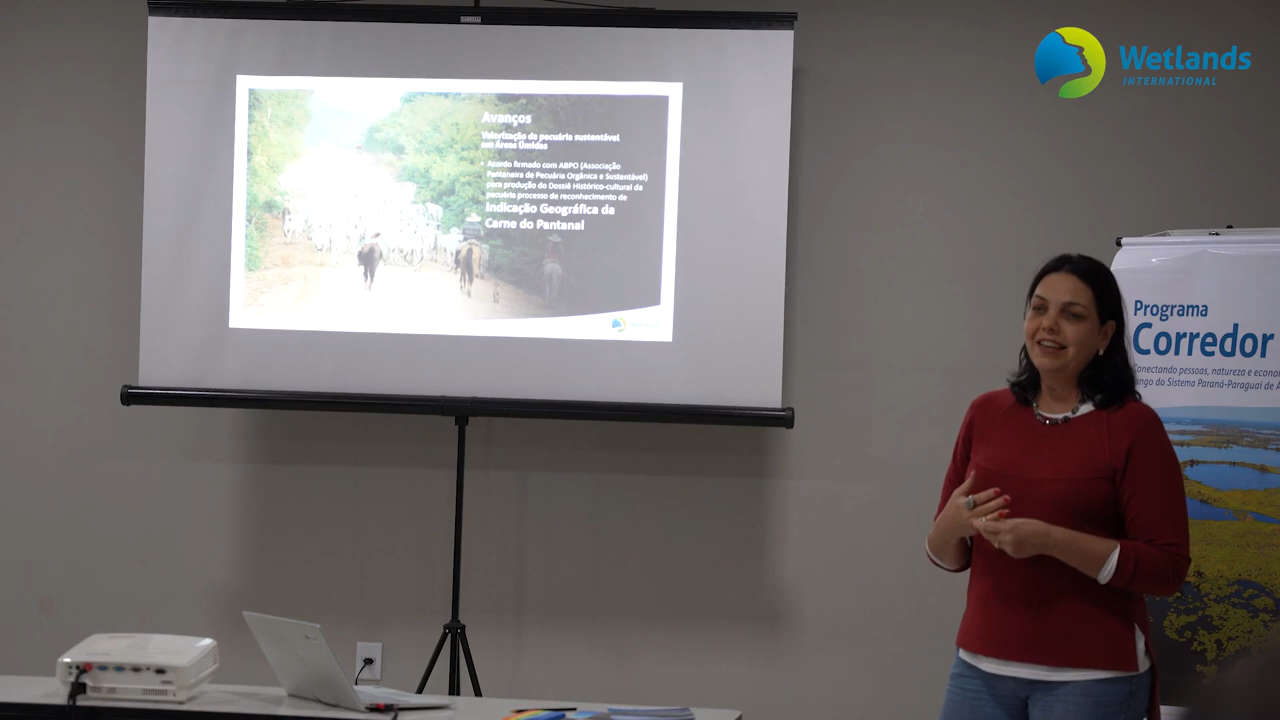 Wetlands
INTERNATIONAL
Avanços
Valorização da pecuária sustentável
em Áreas Úmidas
• Acordo firmado com ABPO (Associação
Pantaneira de Pecuária Orgânica e Sustentável)
para produção do Dossiê Histórico-cultural da
pecuária processo de reconhecimento de
Indicação Geográfica da
Carne do Pantanal
Programa
Corredor
Conectando pessoas, natureza e econo
longo do Sistema Paraná-Paraguai de Á